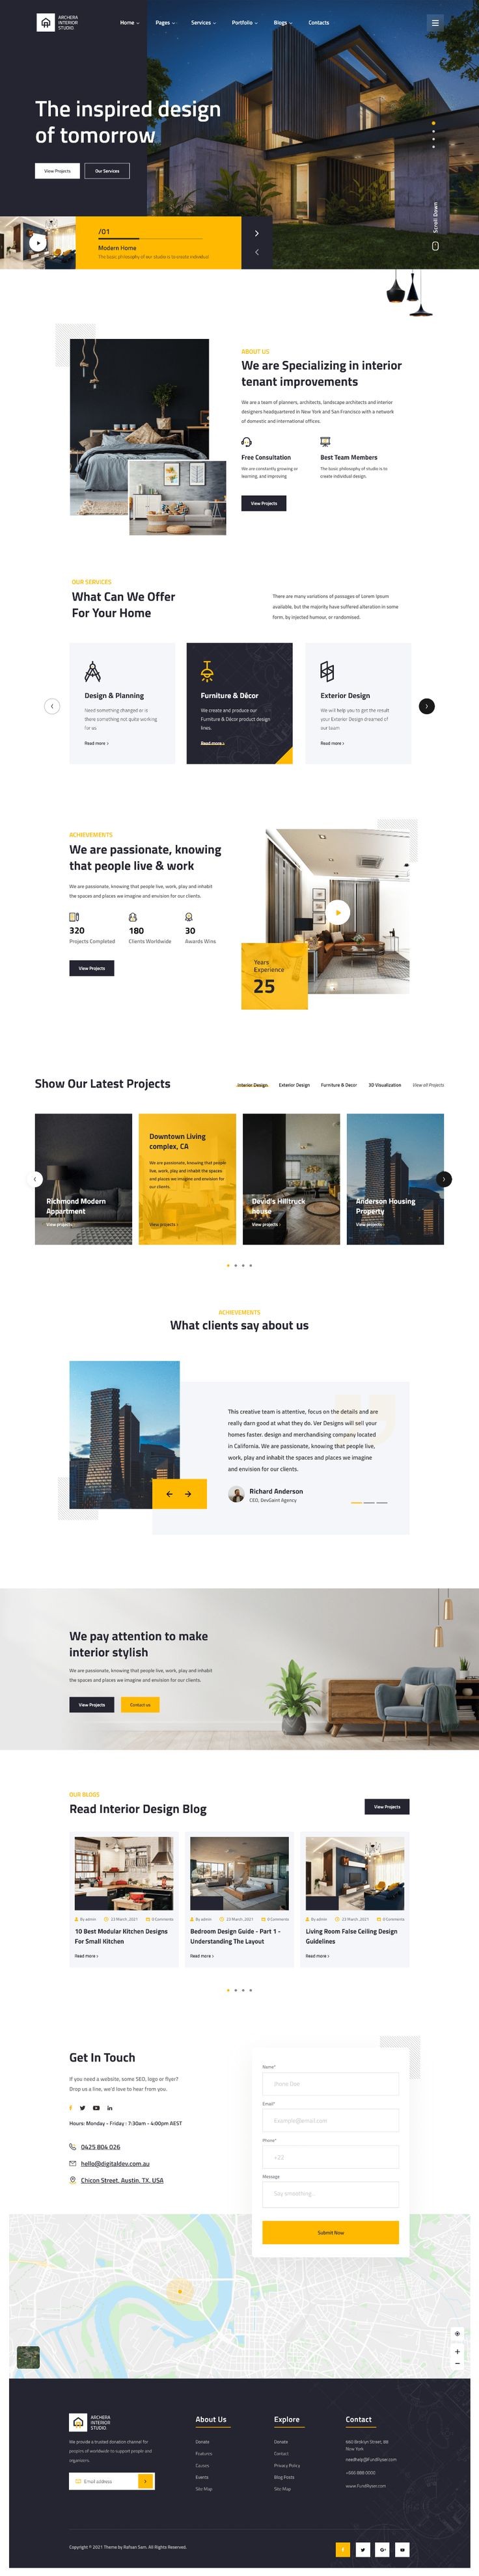 ARCHERA
INTERIOR
STUDIO
Home
Pages
Services
Portfolio
Blogs
Contacts
The inspired design
of tomorrow
View Projects
Our Services
Scroll Down
/01
Modern Home
The basic philosophy of our studio is to create individual
ABOUT US
We are Specializing in interior
tenant improvements
We are a team of planners, architects, landscape architects and interior
designers headquartered in New York and San Francisco with a network
of domestic and international offices.
Free Consultation
Best Team Members
We are constantly growing or
learning, and improving
The basic philosophy of studio is to
create individual design.
View Projects
OUR SERVICES
What Can We Offer
For Your Home
There are many variations of passages of Lorem Ipsum
available, but the majority have suffered alteration in some
form, by injected humour, or randomised.
Design & Planning
Need something changed or is
there something not quite working
for us
Read more >
Furniture & Décor
We create and produce our
Furniture & Décor product design
lines.
Read more >
Exterior Design
We will help you to get the result
your Exterior Design dreamed of
our team
Read more >
ACHIEVEMENTS
We are passionate, knowing
that people live & work
We are passionate, knowing that people live, work, play and inhabit
the spaces and places we imagine and envision for our clients.
320
180
30
Projects Completed
Clients Worldwide
Awards Wins
View Projects
Years
Experience
25
Show Our Latest Projects
Interior Design
Exterior Design
Furniture & Decor
3D Visualization
View all Projects
Richmond Modern
Appartment
View projects
Downtown Living
complex, CA
We are passionate, knowing that people
live, work, play and inhabit the spaces
and places we imagine and envision for
our clients.
View projects >
David's Hilltruck
house
View projects >
Anderson Housing
Property
View projects
ACHIEVEMENTS
What clients say about us
This creative team is attentive, focus on the details and are
really darn good at what they do. Ver Designs will sell your
homes faster. design and merchandising company located
in California. We are passionate, knowing that people live,
work, play and inhabit the spaces and places we imagine
and envision for our clients.
Richard Anderson
CEO, DevSaint Agency
We pay attention to make
interior stylish
We are passionate, knowing that people live, work, play and inhabit
the spaces and places we imagine and envision for our clients.
View Projects
Contact us
OUR BLOGS
Read Interior Design Blog
View Projects
By admin
23 March ,2021
0 Comments
10 Best Modular Kitchen Designs
For Small Kitchen
Read more >
By admin
23 March ,2021
0 Comments
Bedroom Design Guide - Part 1 -
Understanding The Layout
Read more >
By admin
23 March ,2021
0 Comments
Living Room False Ceiling Design
Guidelines
Read more >
Get In Touch
If you need a website, some SEO, logo or flyer?
Drop us a line, we'd love to hear from you.
Hours: Monday - Friday : 7:30am - 4:00pm AEST
0425 804 026
hello@digitaldev.com.au
Chicon Street, Austin, TX, USA
Name*
Jhone Doe
Email*
Example@email.com
Phone*
+22
Message
Say smoothing...
Submit Now
ARCHERA
INTERIOR
STUDIO
We provide a trusted donation channel for
people of worldwide to support people and
organisers.
Email address
About Us
Donate
Features
Causes
Events
Site Map
Explore
Donate
Contact
Privacy Policy
Blog Posts
Site Map
Contact
660 Broklyn Street, 88
New York
needhelp@Fundflyser.com
+666 888 0000
www.Fundflyser.com
Copyright © 2021 Theme by Rafsan Sam. All Rights Reserved.